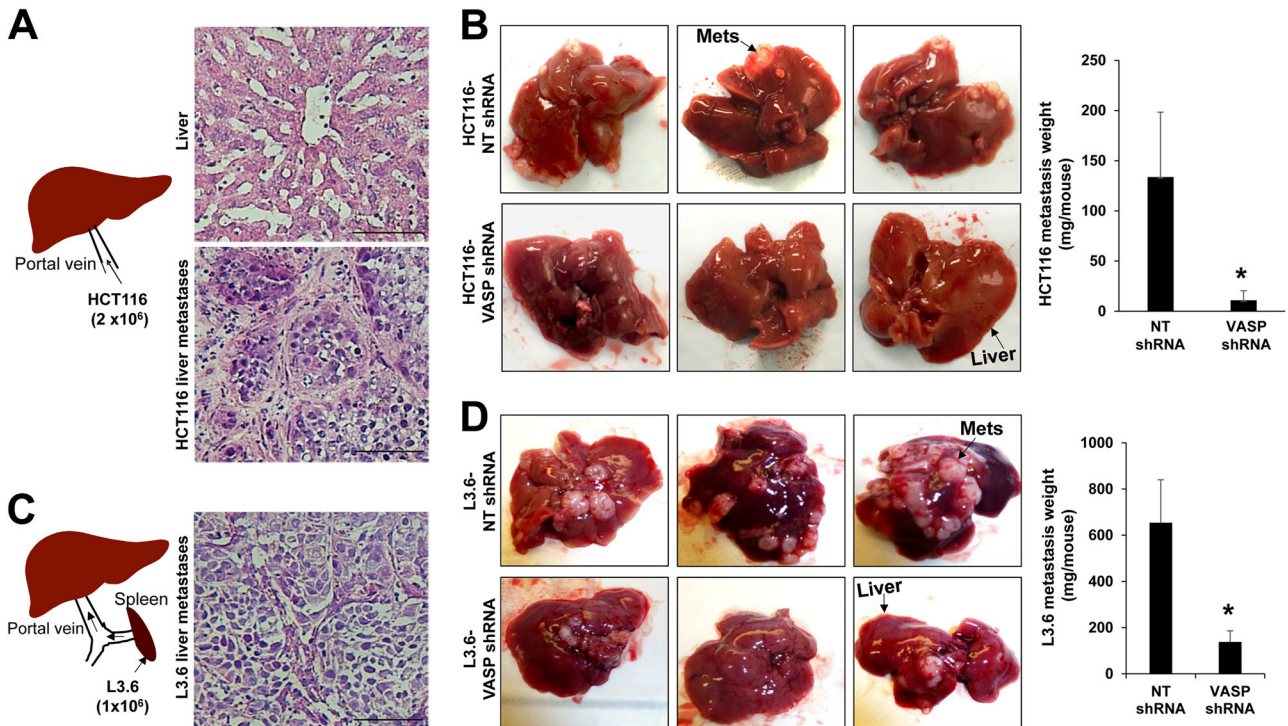 A
Liver
Portal vein
HCT116
(2 x10⁶)
HCT116 liver metastases
B
HCT116-
NT shRNA
Mets
HCT116-
VASP shRNA
Liver
HCT116 metastasis weight
(mg/mouse)
250
200
150
100
50
0
*
NT
shRNA
VASP
shRNA
C
Spleen
Portal vein
L3.6
(1x10⁶)
L3.6 liver metastases
D
L3.6-
NT shRNA
Mets
L3.6-
VASP shRNA
Liver
L3.6 metastasis weight
(mg/mouse)
1000
800
600
400
200
0
*
NT
shRNA
VASP
shRNA